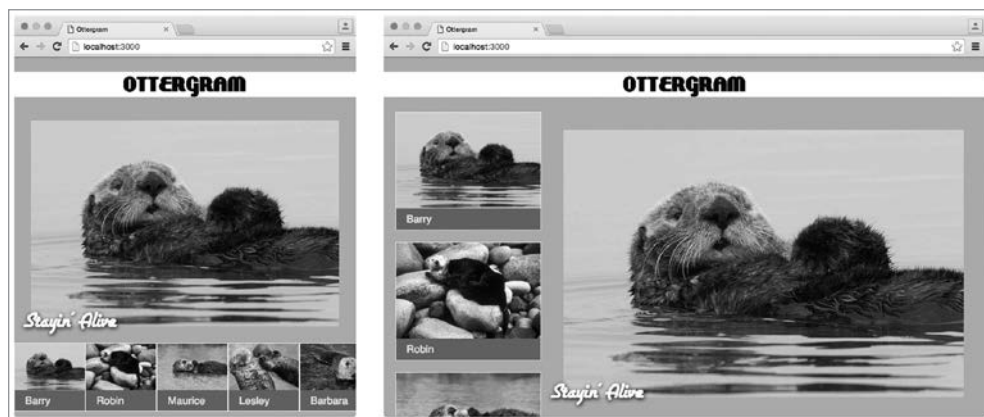 Ottergram
localhost:3000
OTTERGRAM
Stayin' Alive
Barry
Robin
Maurice
Lesley
Barbara
Ottergram
localhost:3000
OTTERGRAM
Barry
Robin
Stayin' Alive